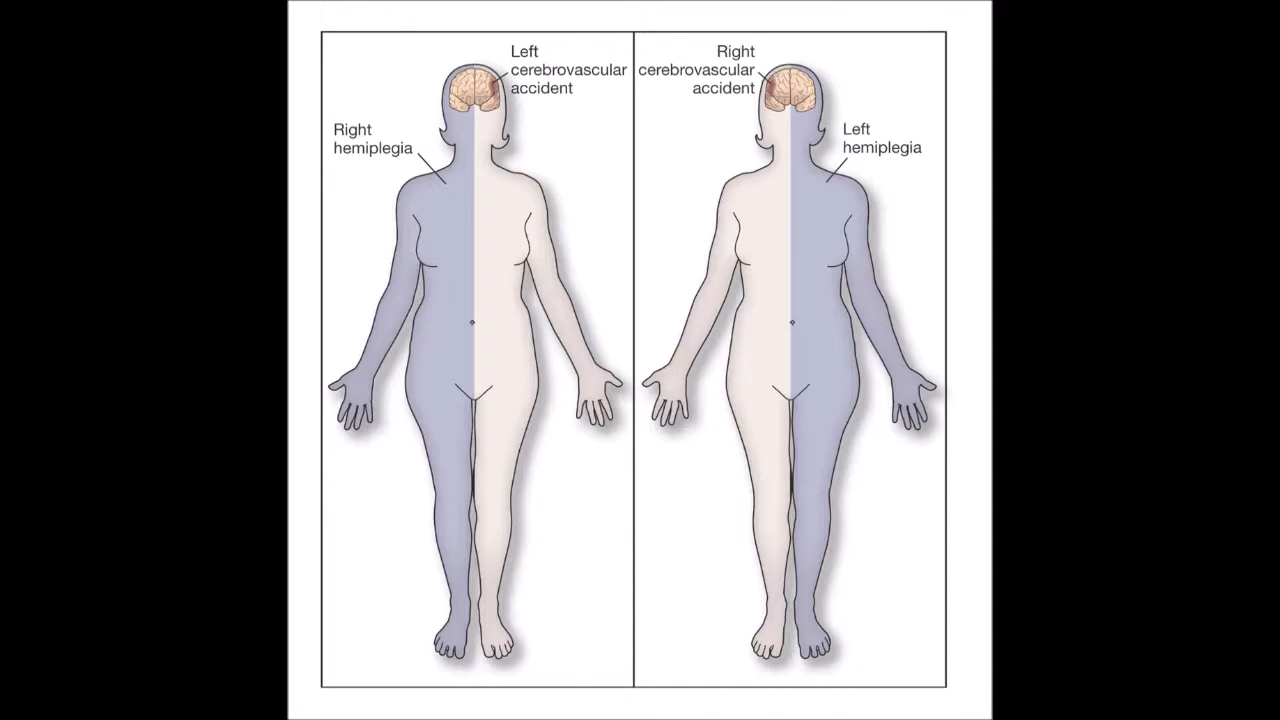 Left
cerebrovascular
accident
Right
hemiplegia
Right
cerebrovascular
accident
Left
hemiplegia